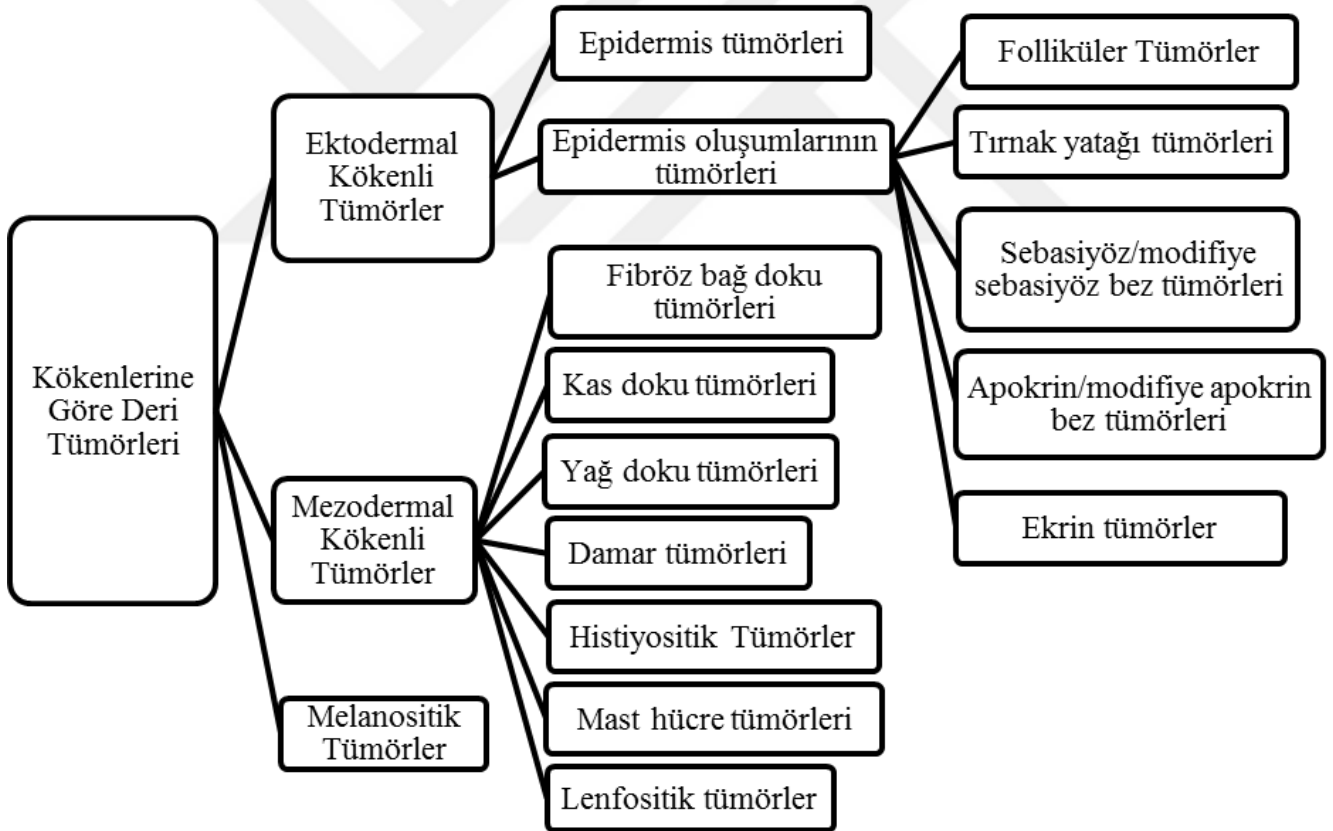 Kökenlerine
Göre Deri
Tümörleri
Ektodermal
Kökenli
Tümörler
Epidermis tümörleri
Epidermis oluşumlarının
tümörleri
Folliküler Tümörler
Tırnak yatağı tümörleri
Sebasiyöz/modifiye
sebasiyöz bez tümörleri
Apokrin/modifiye apokrin
bez tümörleri
Ekrin tümörler
Mezodermal
Kökenli
Tümörler
Fibröz bağ doku
tümörleri
Kas doku tümörleri
Yağ doku tümörleri
Damar tümörleri
Histiyositik Tümörler
Mast hücre tümörleri
Lenfositik tümörler
Melanositik
Tümörler